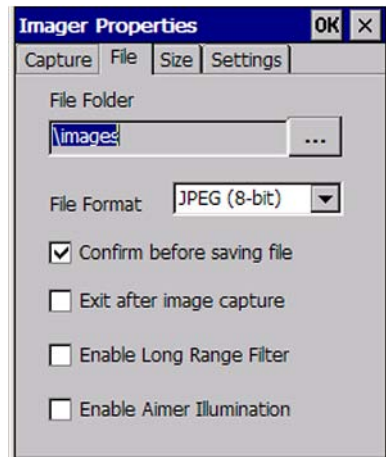 Imager Properties OK ×
Capture File Size Settings
File Folder
\images
...
File Format JPEG (8-bit)
Confirm before saving file
Exit after image capture
Enable Long Range Filter
Enable Aimer Illumination